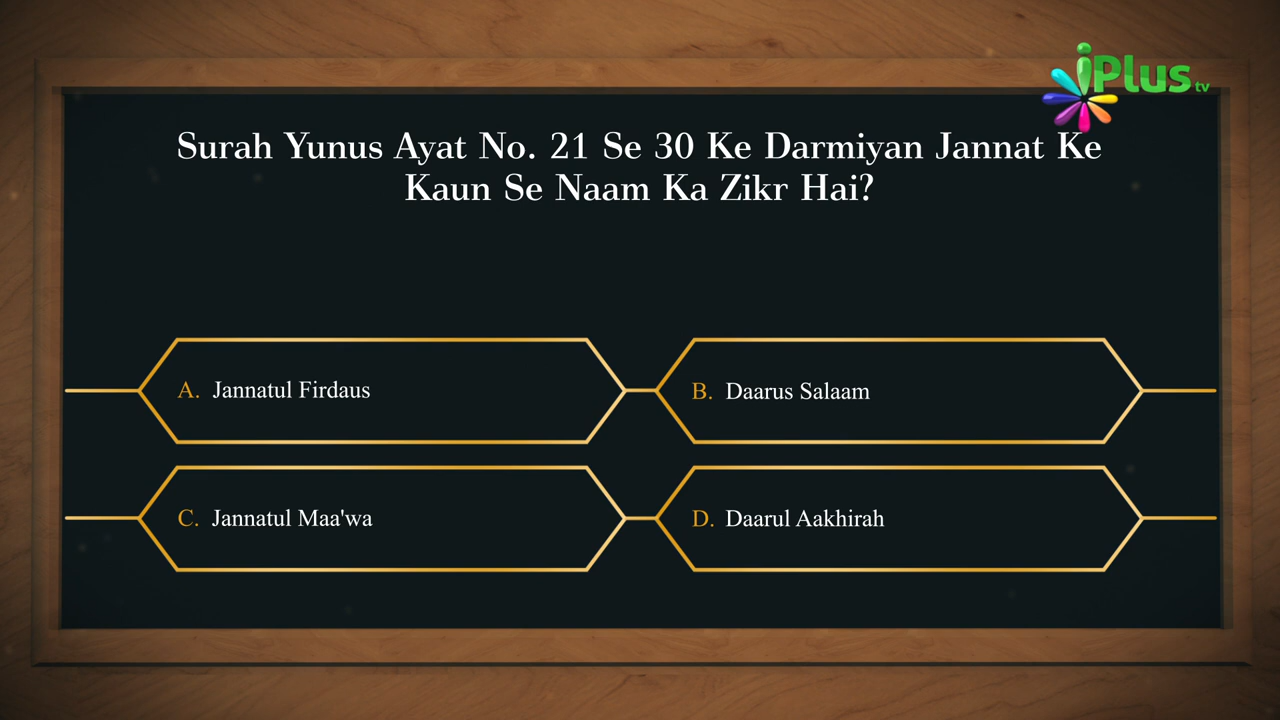 iPlus tv
Surah Yunus Ayat No. 21 Se 30 Ke Darmiyan Jannat Ke
Kaun Se Naam Ka Zikr Hai?
A. Jannatul Firdaus
B. Daarus Salaam
C. Jannatul Maa'wa
D. Daarul Aakhirah